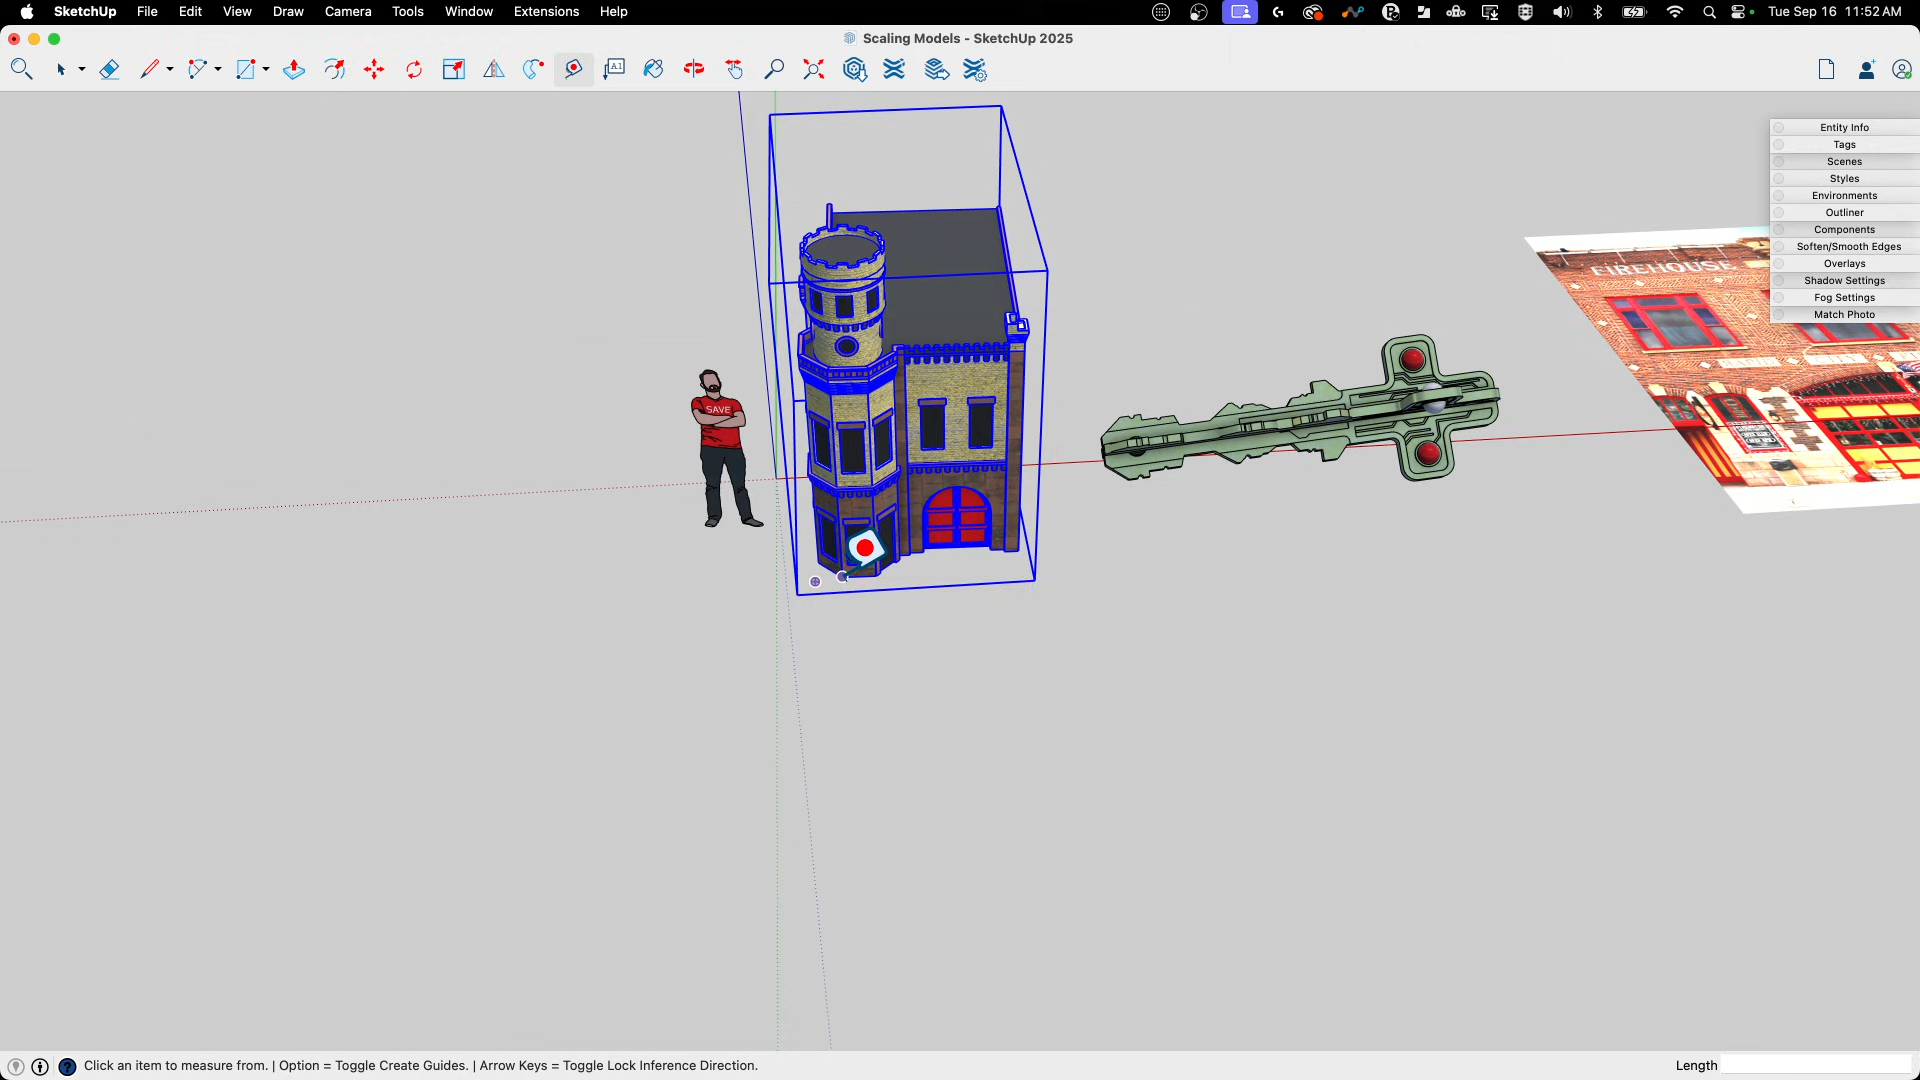 SketchUp File Edit View Draw Camera Tools Window Extensions Help Tue Sep 16 11:52 AM
Scaling Models - SketchUp 2025
A1
Entity Info
Tags
Scenes
Styles
Environments
Outliner
Components
Soften/Smooth Edges
Overlays
Shadow Settings
Fog Settings
Match Photo
FIREHOUSE
SAVE
Click an item to measure from. | Option = Toggle Create Guides. | Arrow Keys = Toggle Lock Inference Direction.
Length